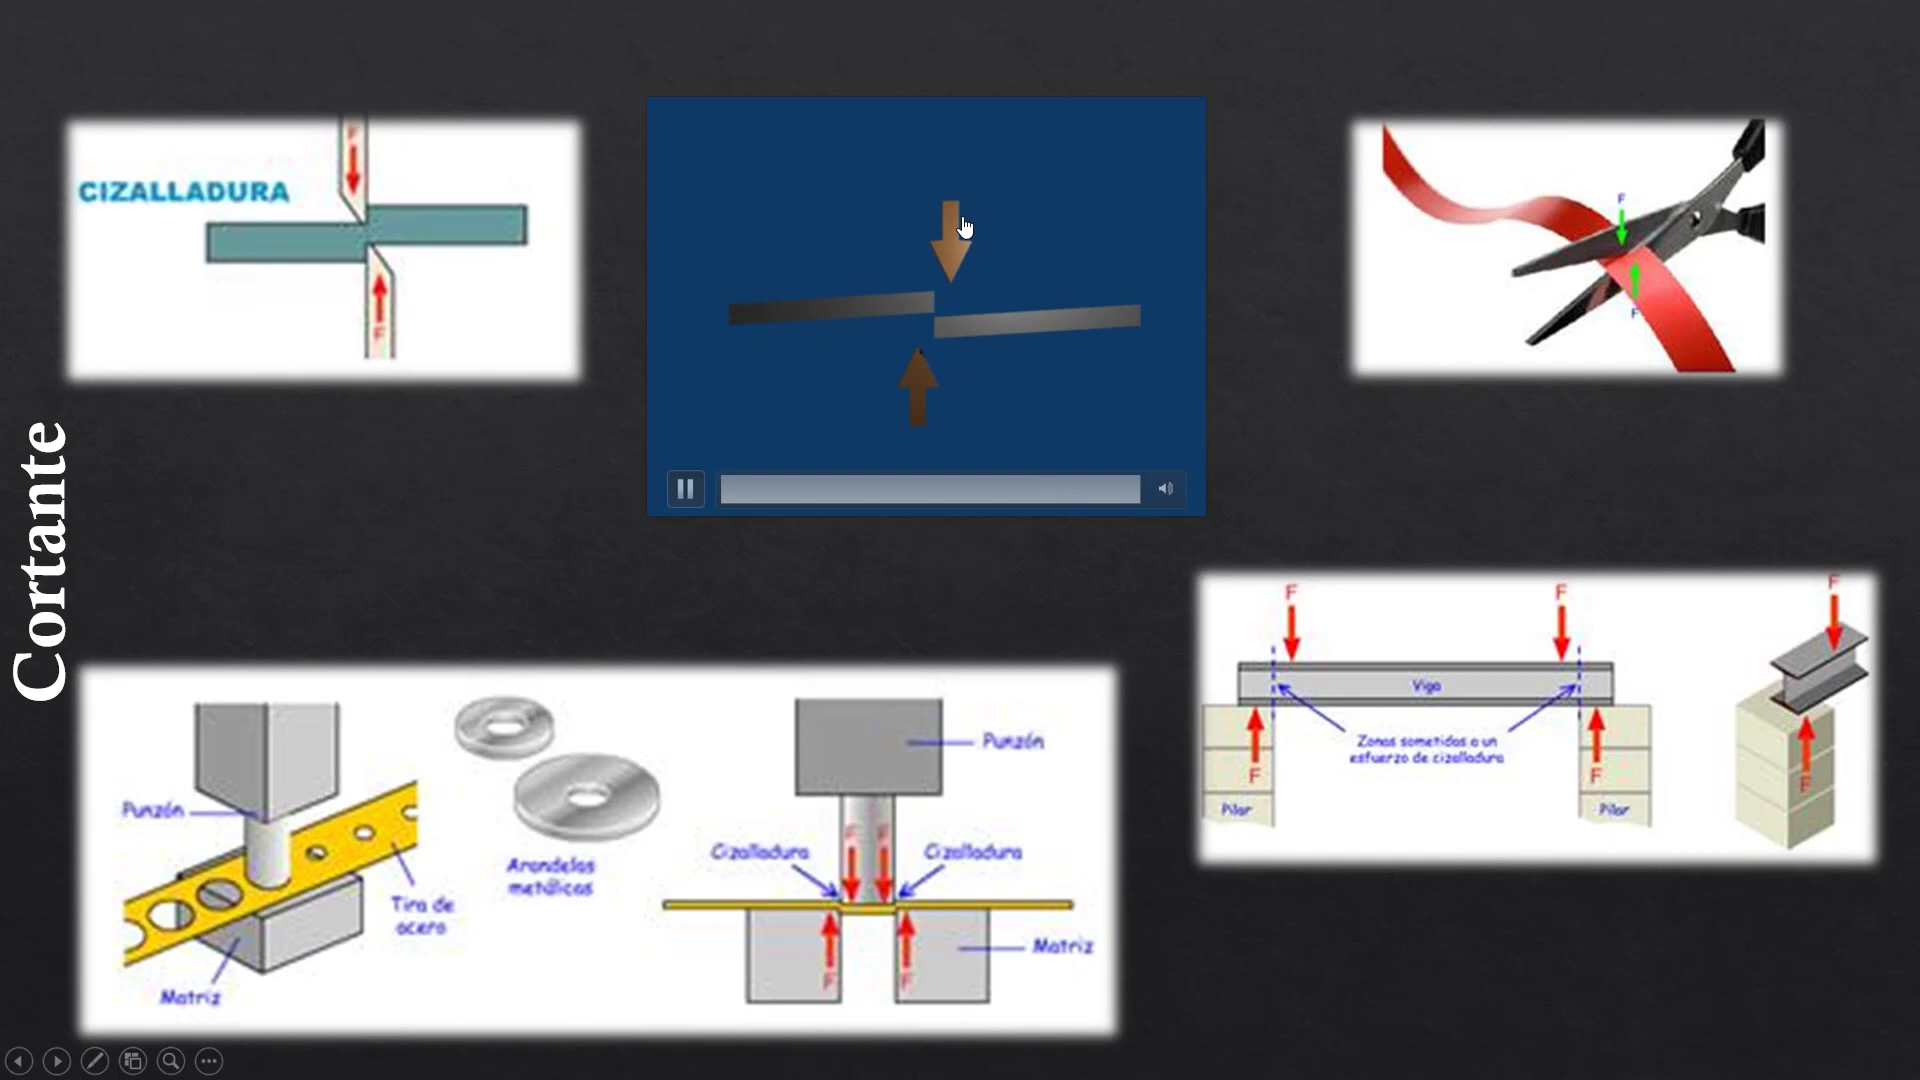 Cortante
F
CIZALLADURA
F
F
F
F
F
F
Viga
Zonas sometidas a un
esfuerzo de cizalladura
F
F
F
Pilar
Pilar
Punzón
Arandelas
metálicas
Tira de
acero
Matriz
Punzón
F
F
Cizalladura
Cizalladura
Matriz
F
F